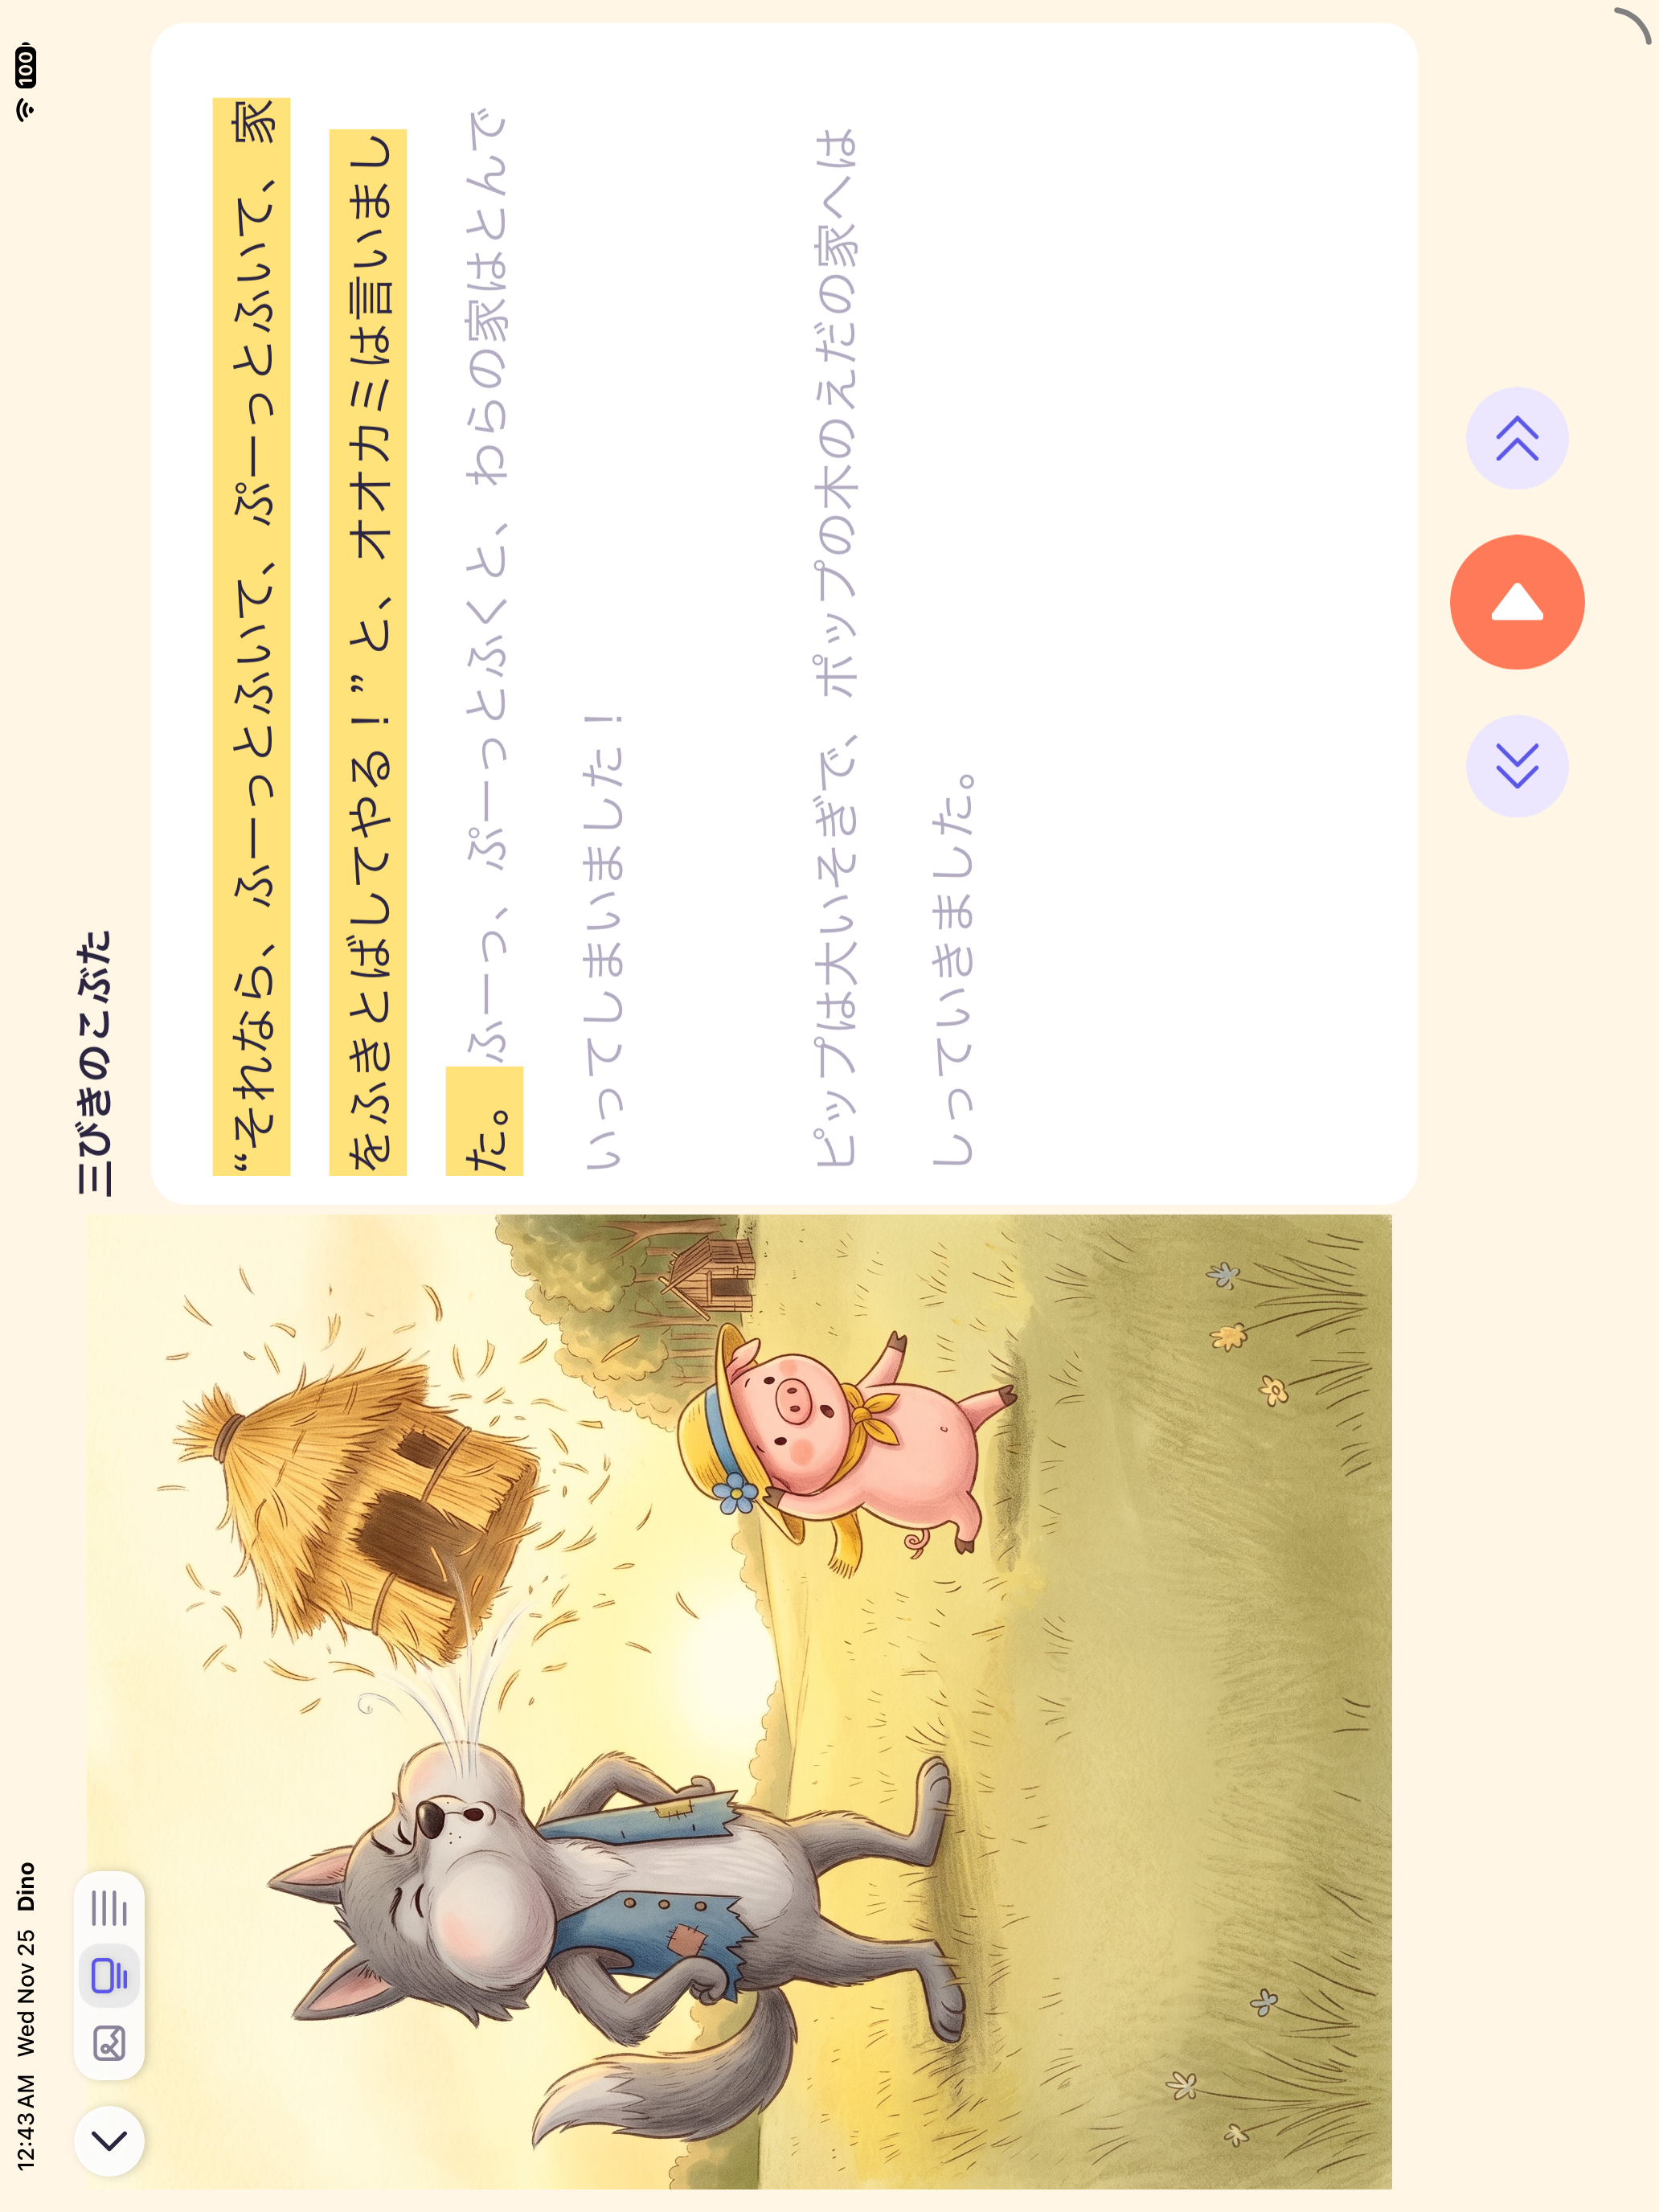 12:43 AM Wed Nov 25 Dino
100
三びきのこぶた
“それなら、ふーっとふいて、ぷーっとふいて、家
をふきとばしてやる！”と、オオカミは言いまし
た。ふーっ、ぷーっとふくと、わらの家はとんで
いってしまいました！
ピップは大いそぎで、ポップの木のえだの家へは
しっていきました。